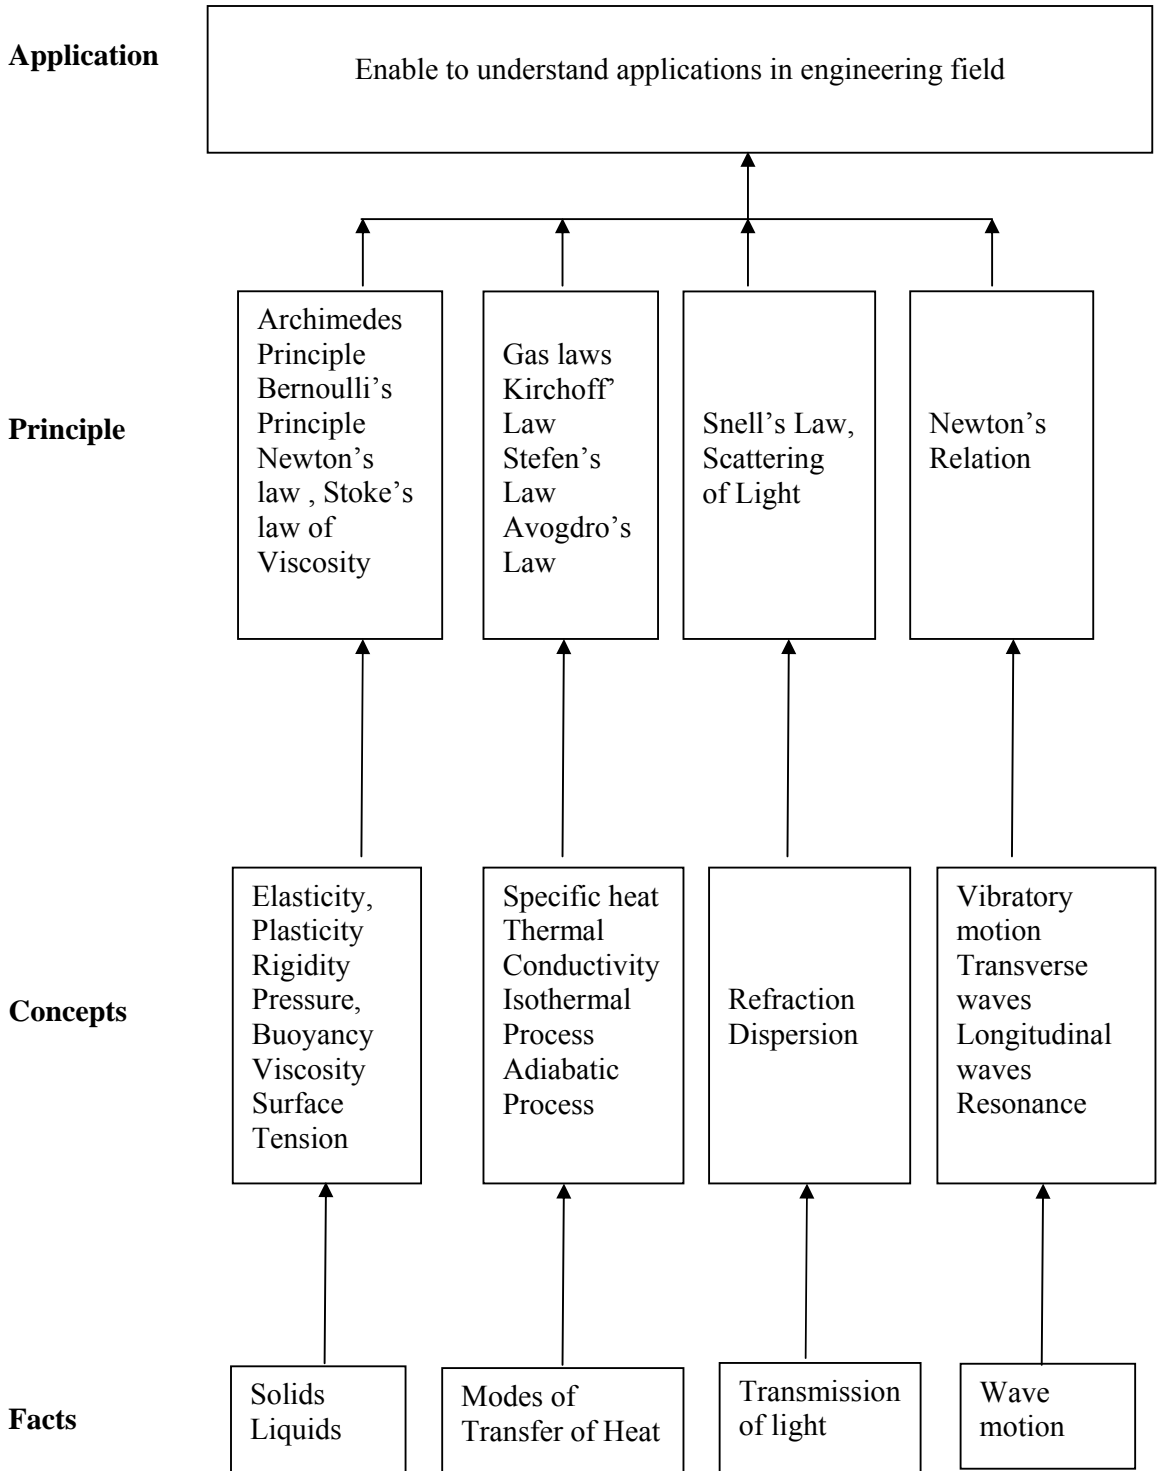 Application
Enable to understand applications in engineering field
Principle
Archimedes
Principle
Bernoulli’s
Principle
Newton’s
law , Stoke’s
law of
Viscosity
Gas laws
Kirchoff’
Law
Stefen’s
Law
Avogdro’s
Law
Snell’s Law,
Scattering
of Light
Newton’s
Relation
Concepts
Elasticity,
Plasticity
Rigidity
Pressure,
Buoyancy
Viscosity
Surface
Tension
Specific heat
Thermal
Conductivity
Isothermal
Process
Adiabatic
Process
Refraction
Dispersion
Vibratory
motion
Transverse
waves
Longitudinal
waves
Resonance
Facts
Solids
Liquids
Modes of
Transfer of Heat
Transmission
of light
Wave
motion